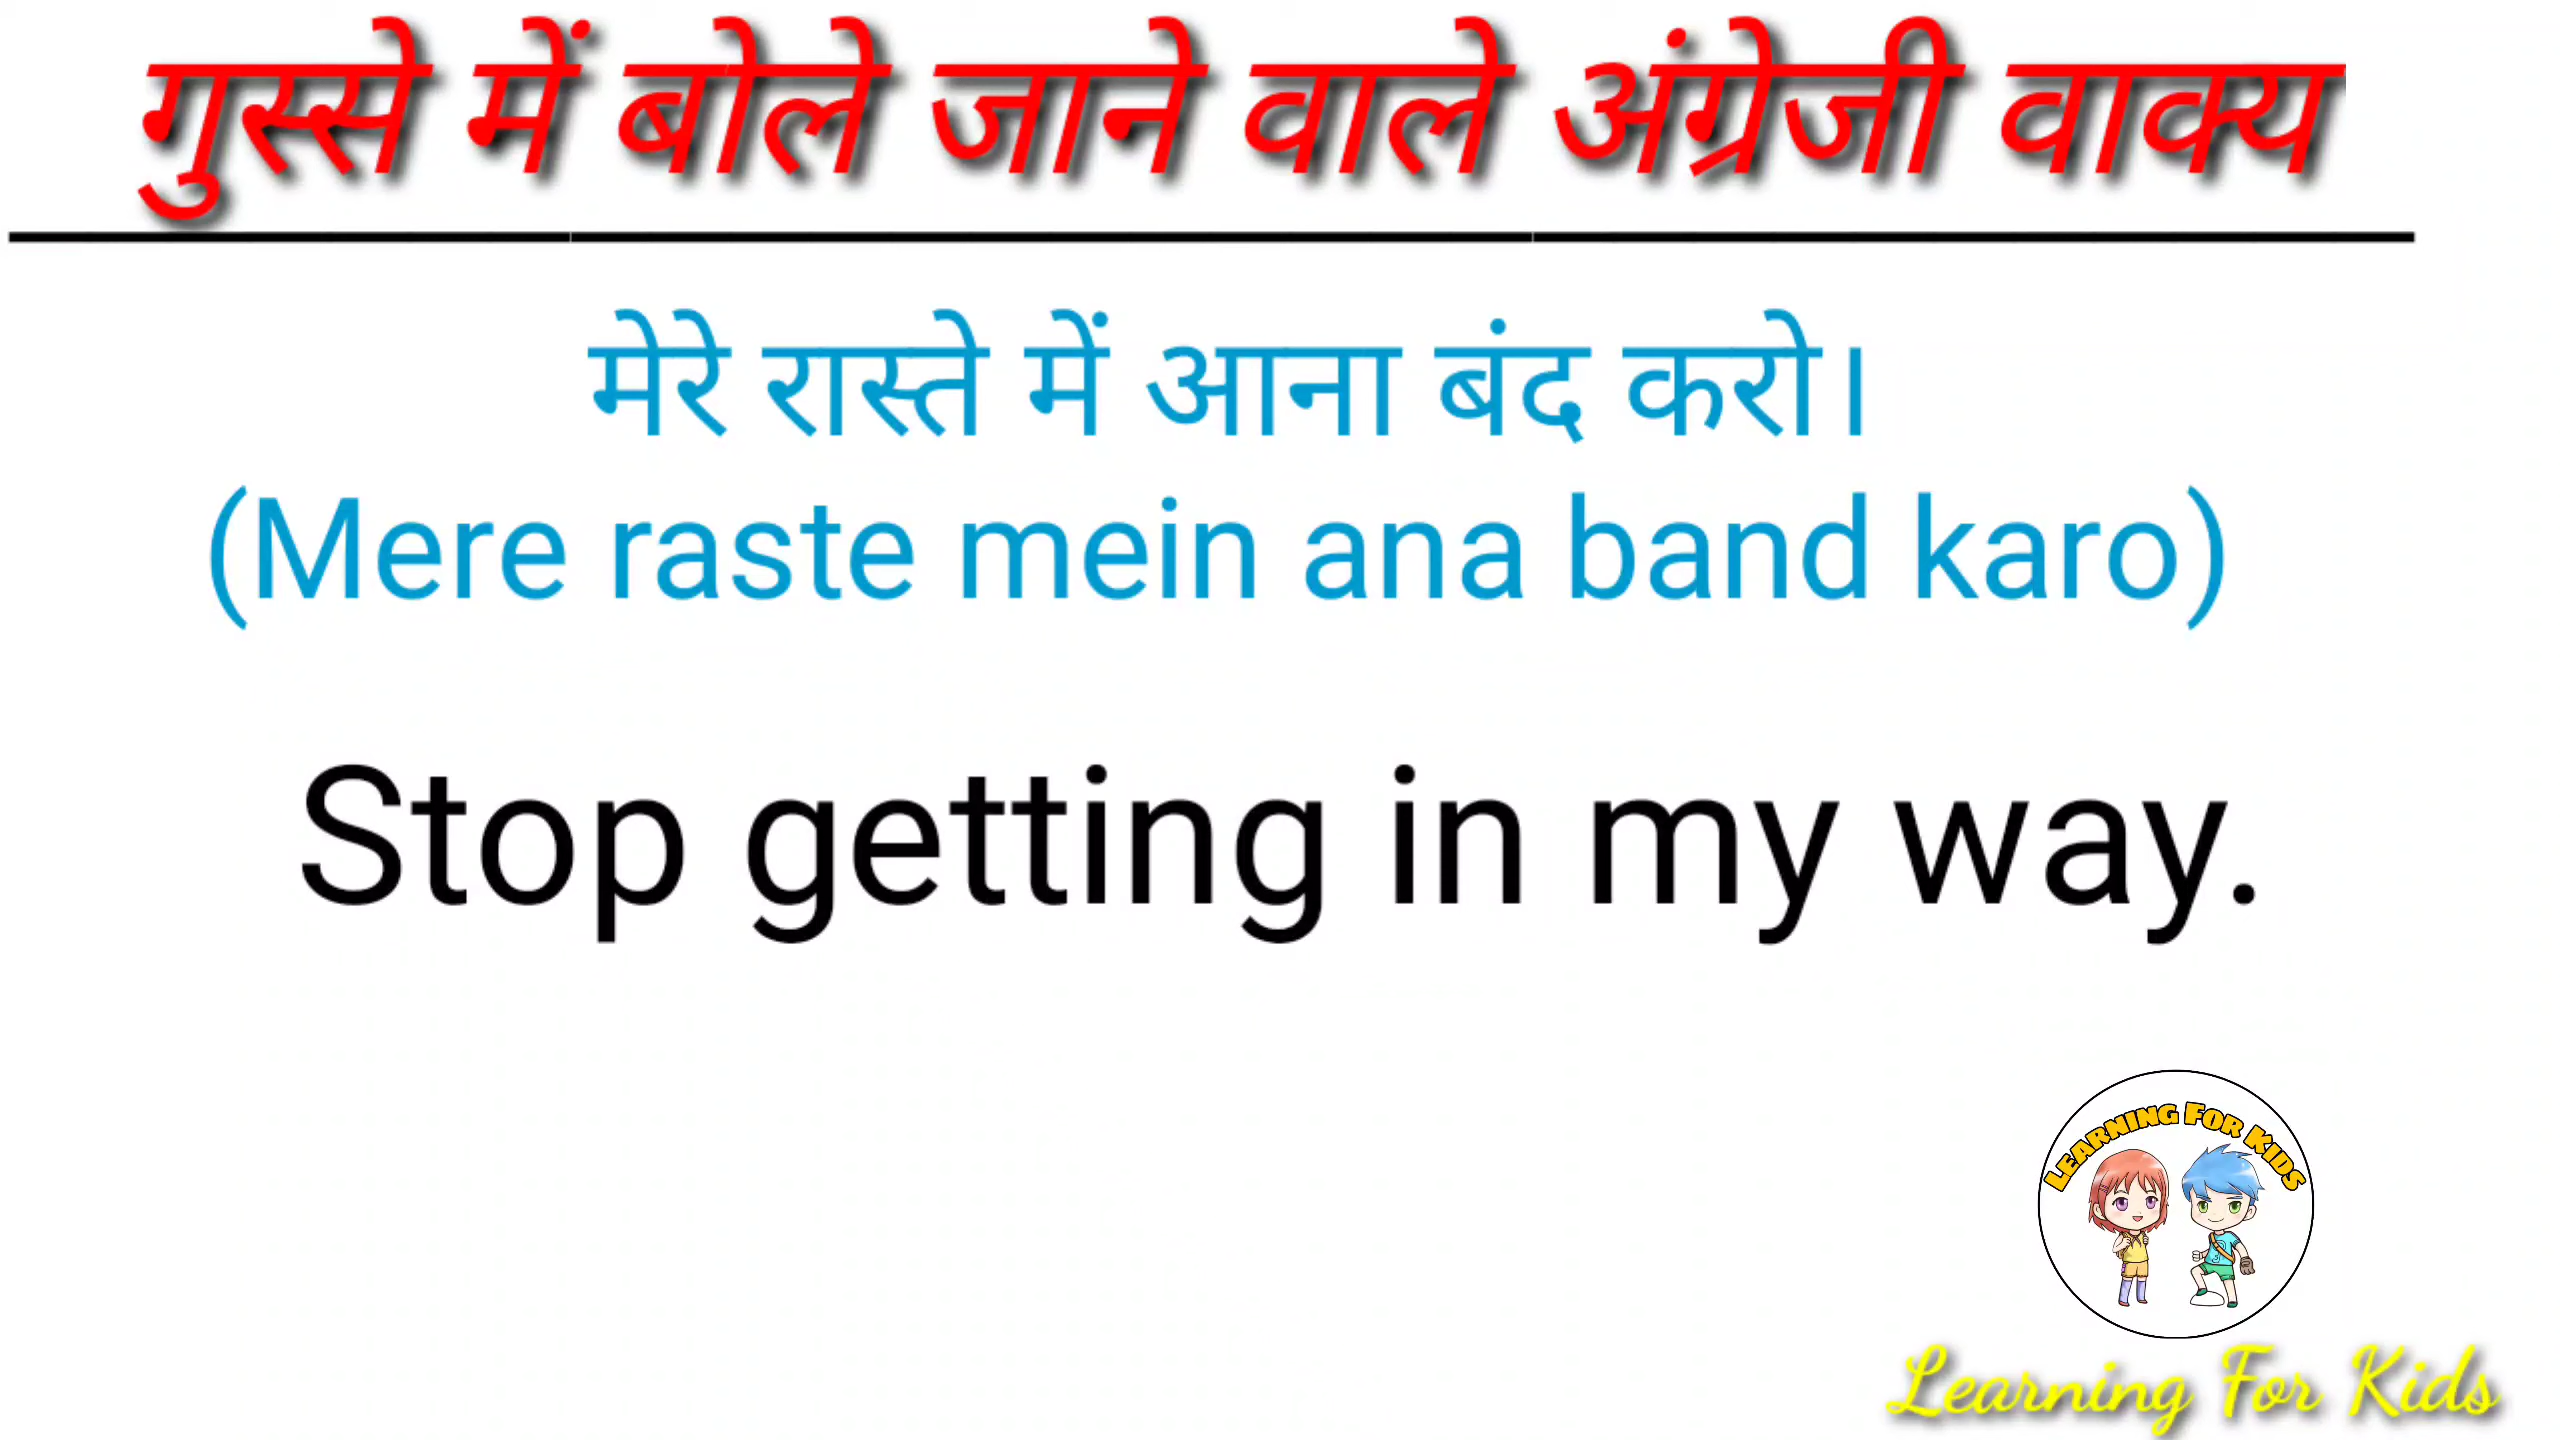 गुस्से में बोले जाने वाले अंग्रेजी वाक्य
मेरे रास्ते में आना बंद करो।
(Mere raste mein ana band karo)
Stop getting in my way.
LEARNING FOR KIDS
Learning For Kids